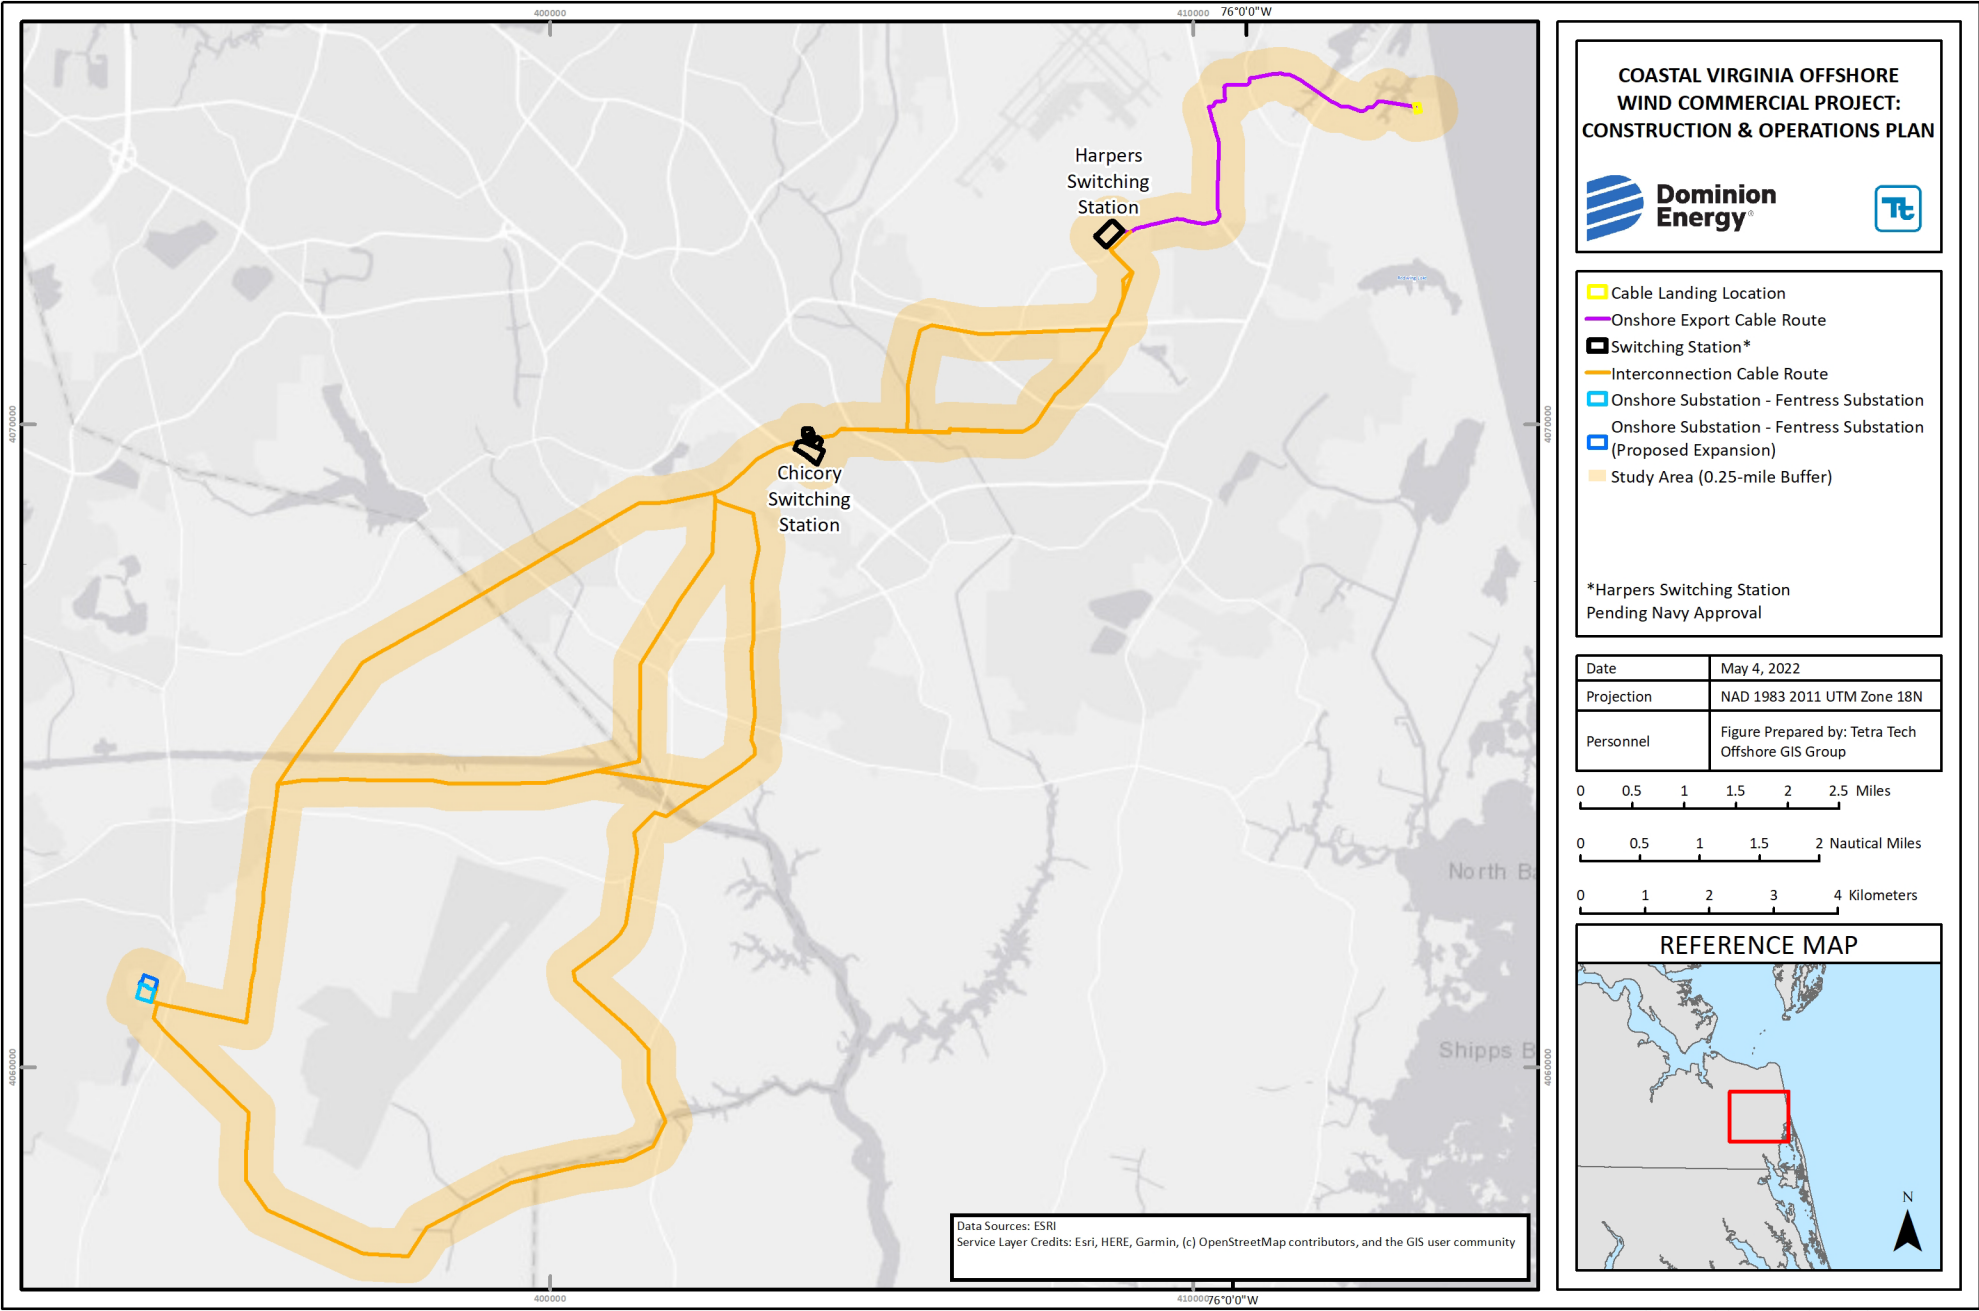 400000
410000
76°0'0"W
4070000
4070000
4060000
4060000
Harpers
Switching
Station
Chicory
Switching
Station
North Ba
Shipps B
Data Sources: ESRI
Service Layer Credits: Esri, HERE, Garmin, (c) OpenStreetMap contributors, and the GIS user community
400000
410000
76°0'0"W
COASTAL VIRGINIA OFFSHORE
WIND COMMERCIAL PROJECT:
CONSTRUCTION & OPERATIONS PLAN
Dominion
Energy®
Tt
Cable Landing Location
Onshore Export Cable Route
Switching Station*
Interconnection Cable Route
Onshore Substation - Fentress Substation
Onshore Substation - Fentress Substation
(Proposed Expansion)
Study Area (0.25-mile Buffer)
*Harpers Switching Station
Pending Navy Approval
Date May 4, 2022
Projection NAD 1983 2011 UTM Zone 18N
Personnel Figure Prepared by: Tetra Tech
Offshore GIS Group
0 0.5 1 1.5 2 2.5 Miles
0 0.5 1 1.5 2 Nautical Miles
0 1 2 3 4 Kilometers
REFERENCE MAP
N